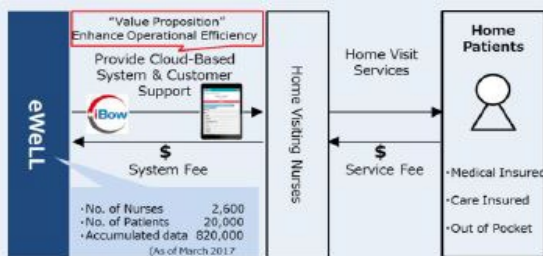 “Value Proposition”
Enhance Operational Efficiency
Provide Cloud-Based
System & Customer
Support
iBow
$
System Fee
eWeLL
・No. of Nurses 2,600
・No. of Patients 20,000
・Accumulated data 820,000
(As of March 2017
Home Visiting Nurses
Home Visit
Services
$
Service Fee
Home
Patients
・Medical Insured
・Care Insured
・Out of Pocket